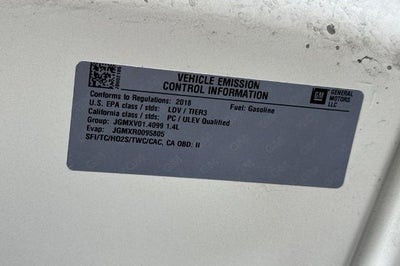 VEHICLE EMISSION
CONTROL INFORMATION
GM
GENERAL
MOTORS
LLC
Conforms to Regulations: 2018 Fuel: Gasoline
U.S. EPA class / stds: LDV / TIER3
California class / stds: PC / ULEV Qualified
Group: JGMXV01.4099 1.4L
Evap: JGMXR0095805
SFI/TC/HO2S/TWC/CAC, CA OBD: II